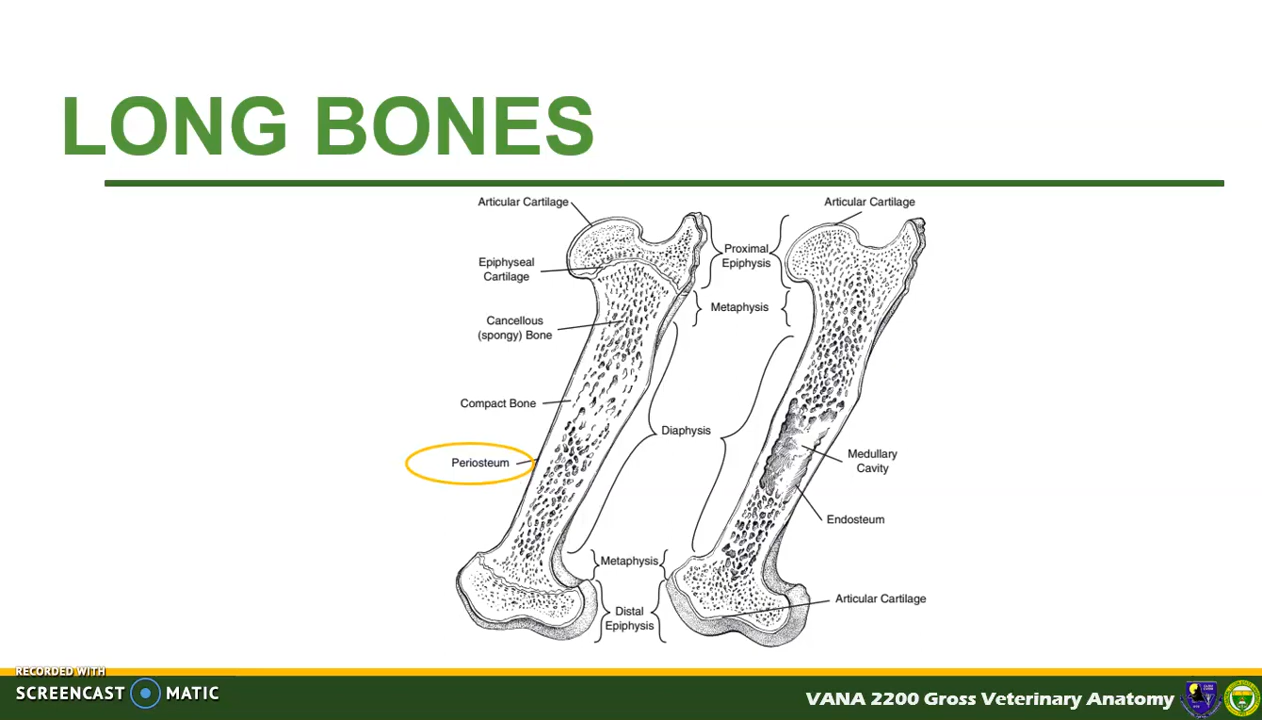 LONG BONES
Articular Cartilage
Articular Cartilage
Epiphyseal
Cartilage
Proximal
Epiphysis
Metaphysis
Cancellous
(spongy) Bone
Compact Bone
Diaphysis
Periosteum
Medullary
Cavity
Endosteum
Metaphysis
Articular Cartilage
Distal
Epiphysis
RECORDED WITH
SCREENCAST MATIC
VANA 2200 Gross Veterinary Anatomy